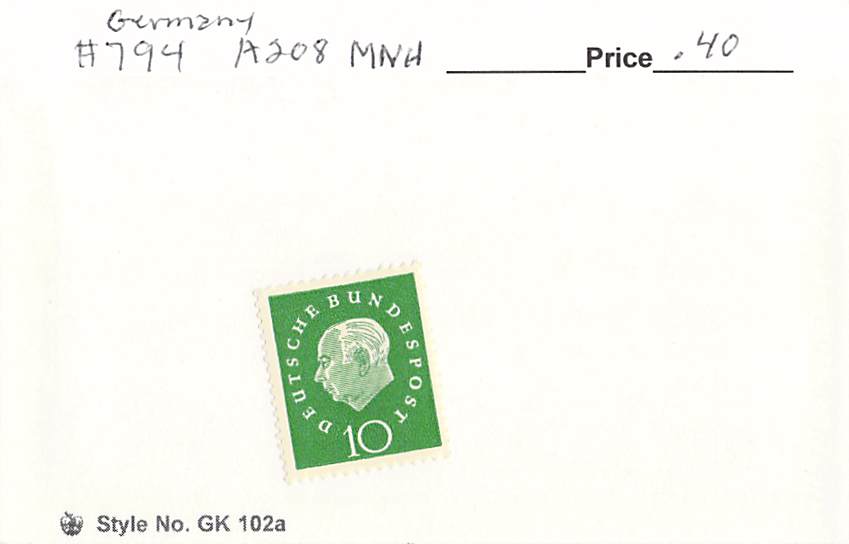 Germany
#794 A208 MNH Price .40
DEUTSCHE BUNDESPOST
10
Style No. GK 102a